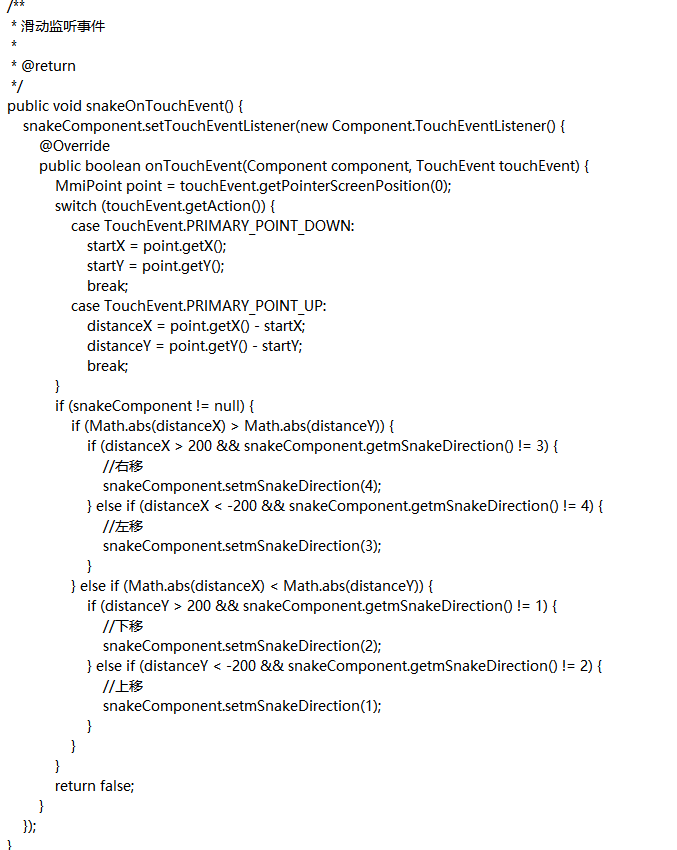 /**
* 滑动监听事件
*
* @return
*/
public void snakeOnTouchEvent() {
snakeComponent.setTouchEventListener(new Component.TouchEventListener() {
@Override
public boolean onTouchEvent(Component component, TouchEvent touchEvent) {
MmiPoint point = touchEvent.getPointerScreenPosition(0);
switch (touchEvent.getAction()) {
case TouchEvent.PRIMARY_POINT_DOWN:
startX = point.getX();
startY = point.getY();
break;
case TouchEvent.PRIMARY_POINT_UP:
distanceX = point.getX() - startX;
distanceY = point.getY() - startY;
break;
}
if (snakeComponent != null) {
if (Math.abs(distanceX) > Math.abs(distanceY)) {
if (distanceX > 200 && snakeComponent.getmSnakeDirection() != 3) {
//右移
snakeComponent.setmSnakeDirection(4);
} else if (distanceX < -200 && snakeComponent.getmSnakeDirection() != 4) {
//左移
snakeComponent.setmSnakeDirection(3);
}
} else if (Math.abs(distanceX) < Math.abs(distanceY)) {
if (distanceY > 200 && snakeComponent.getmSnakeDirection() != 1) {
//下移
snakeComponent.setmSnakeDirection(2);
} else if (distanceY < -200 && snakeComponent.getmSnakeDirection() != 2) {
//上移
snakeComponent.setmSnakeDirection(1);
}
}
}
return false;
}
});
}